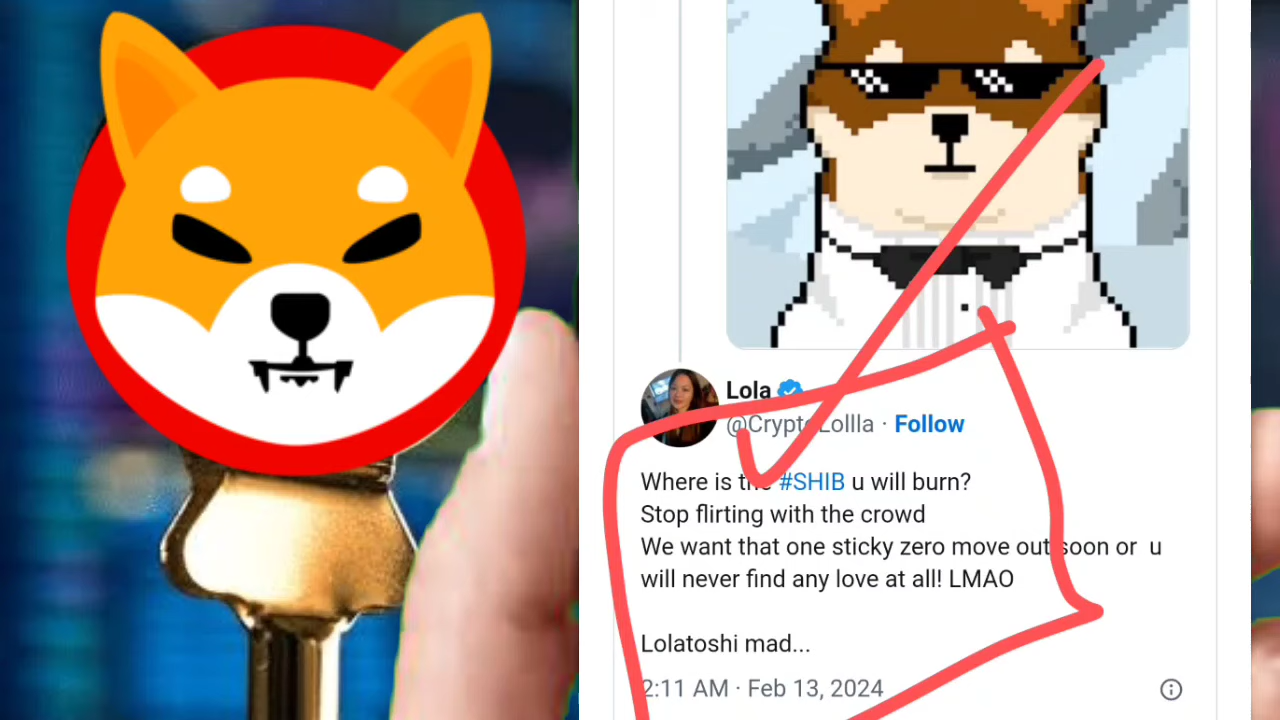 Lola
@CryptoLollla · Follow
Where is the #SHIB u will burn?
Stop flirting with the crowd
We want that one sticky zero move out soon or u
will never find any love at all! LMAO
Lolatoshi mad...
2:11 AM · Feb 13, 2024